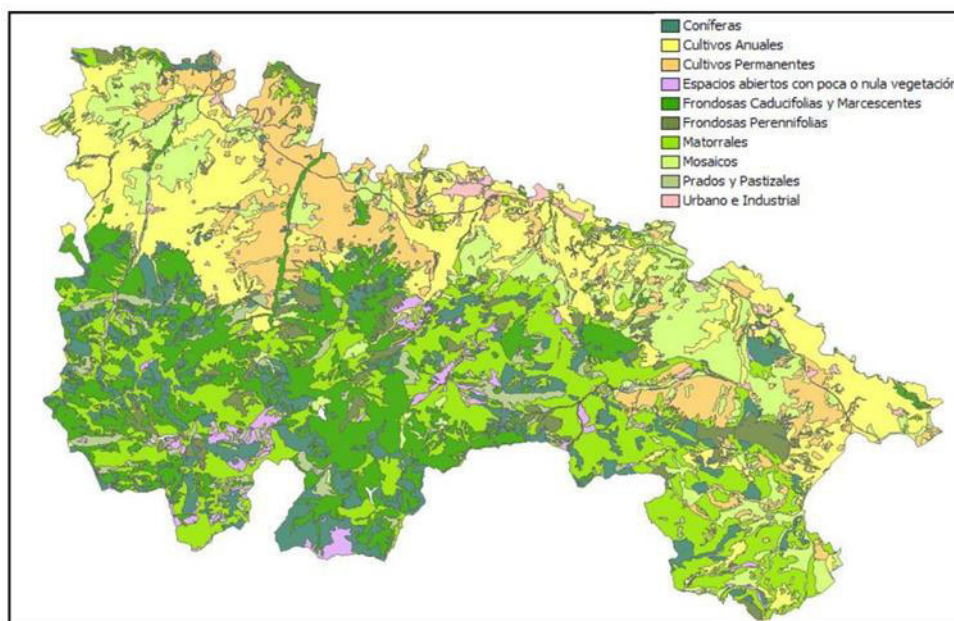 Coníferas
Cultivos Anuales
Cultivos Permanentes
Espacios abiertos con poca o nula vegetación
Frondosas Caducifolias y Marcescentes
Frondosas Perennifolias
Matorrales
Mosaicos
Prados y Pastizales
Urbano e Industrial